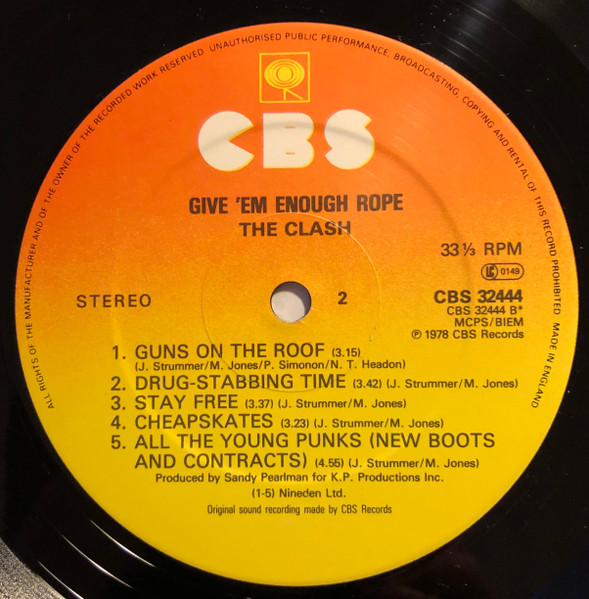 ALL RIGHTS OF THE MANUFACTURER AND OF THE OWNER OF THE RECORDED WORK RESERVED. UNAUTHORISED PUBLIC PERFORMANCE, BROADCASTING, COPYING AND RENTAL OF THIS RECORD PROHIBITED. MADE IN ENGLAND
CBS
GIVE 'EM ENOUGH ROPE
THE CLASH
33⅓ RPM
LC 0149
STEREO
2
CBS 32444
CBS 32444 B*
MCPS/BIEM
℗ 1978 CBS Records
1. GUNS ON THE ROOF (3.15)
(J. Strummer/M. Jones/P. Simonon/N. T. Headon)
2. DRUG-STABBING TIME (3.42) (J. Strummer/M. Jones)
3. STAY FREE (3.37) (J. Strummer/M. Jones)
4. CHEAPSKATES (3.23) (J. Strummer/M. Jones)
5. ALL THE YOUNG PUNKS (NEW BOOTS
AND CONTRACTS) (4.55) (J. Strummer/M. Jones)
Produced by Sandy Pearlman for K.P. Productions Inc.
(1-5) Nineden Ltd.
Original sound recording made by CBS Records